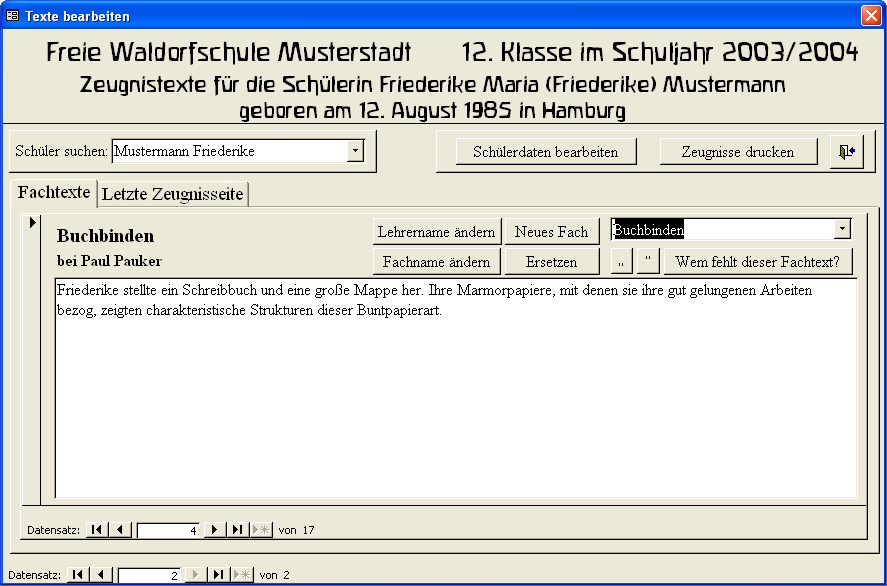 Texte bearbeiten
Freie Waldorfschule Musterstadt 12. Klasse im Schuljahr 2003/2004
Zeugnistexte für die Schülerin Friederike Maria (Friederike) Mustermann
geboren am 12. August 1985 in Hamburg
Schüler suchen: Mustermann Friederike Schülerdaten bearbeiten Zeugnisse drucken
Fachtexte Letzte Zeugnisseite
Buchbinden Lehrername ändern Neues Fach Buchbinden
bei Paul Pauker Fachname ändern Ersetzen „ " Wem fehlt dieser Fachtext?
Friederike stellte ein Schreibbuch und eine große Mappe her. Ihre Marmorpapiere, mit denen sie ihre gut gelungenen Arbeiten
bezog, zeigten charakteristische Strukturen dieser Buntpapierart.
Datensatz: 4 von 17
Datensatz: 2 von 2